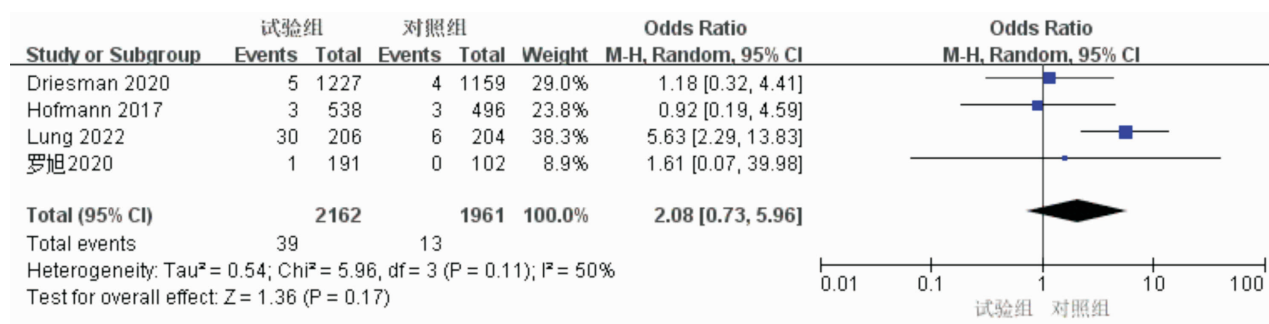 试验组 对照组 Odds Ratio Odds Ratio
Study or Subgroup Events Total Events Total Weight M-H, Random, 95% CI M-H, Random, 95% CI
Driesman 2020 5 1227 4 1159 29.0% 1.18 [0.32, 4.41]
Hofmann 2017 3 538 3 496 23.8% 0.92 [0.19, 4.59]
Lung 2022 30 206 6 204 38.3% 5.63 [2.29, 13.83]
罗旭2020 1 191 0 102 8.9% 1.61 [0.07, 39.98]
Total (95% CI) 2162 1961 100.0% 2.08 [0.73, 5.96]
Total events 39 13
Heterogeneity: Tau² = 0.54; Chi² = 5.96, df = 3 (P = 0.11); I² = 50%
Test for overall effect: Z = 1.36 (P = 0.17)
0.01 0.1 1 10 100
试验组 对照组